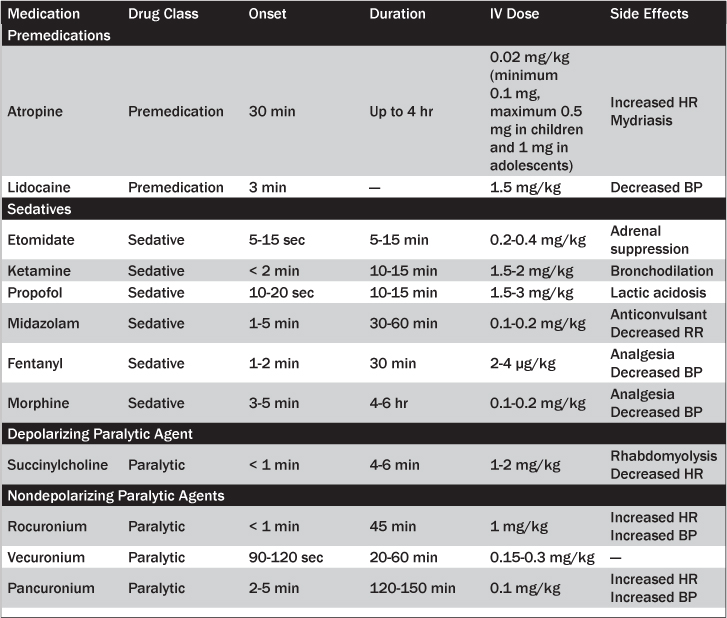 Medication Drug Class Onset Duration IV Dose Side Effects
Premedications
Atropine Premedication 30 min Up to 4 hr 0.02 mg/kg (minimum 0.1 mg, maximum 0.5 mg in children and 1 mg in adolescents) Increased HR Mydriasis
Lidocaine Premedication 3 min — 1.5 mg/kg Decreased BP
Sedatives
Etomidate Sedative 5-15 sec 5-15 min 0.2-0.4 mg/kg Adrenal suppression
Ketamine Sedative < 2 min 10-15 min 1.5-2 mg/kg Bronchodilation
Propofol Sedative 10-20 sec 10-15 min 1.5-3 mg/kg Lactic acidosis
Midazolam Sedative 1-5 min 30-60 min 0.1-0.2 mg/kg Anticonvulsant Decreased RR
Fentanyl Sedative 1-2 min 30 min 2-4 µg/kg Analgesia Decreased BP
Morphine Sedative 3-5 min 4-6 hr 0.1-0.2 mg/kg Analgesia Decreased BP
Depolarizing Paralytic Agent
Succinylcholine Paralytic < 1 min 4-6 min 1-2 mg/kg Rhabdomyolysis Decreased HR
Nondepolarizing Paralytic Agents
Rocuronium Paralytic < 1 min 45 min 1 mg/kg Increased HR Increased BP
Vecuronium Paralytic 90-120 sec 20-60 min 0.15-0.3 mg/kg —
Pancuronium Paralytic 2-5 min 120-150 min 0.1 mg/kg Increased HR Increased BP